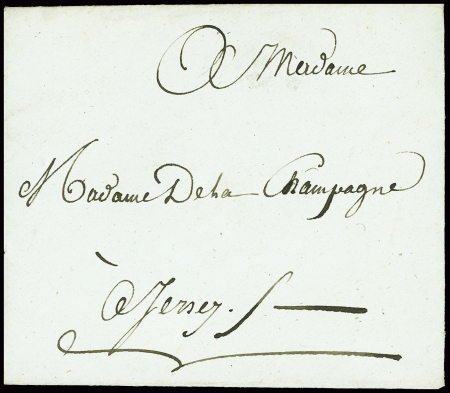 A Madame
Madame De la Champagne
à Jersey. /